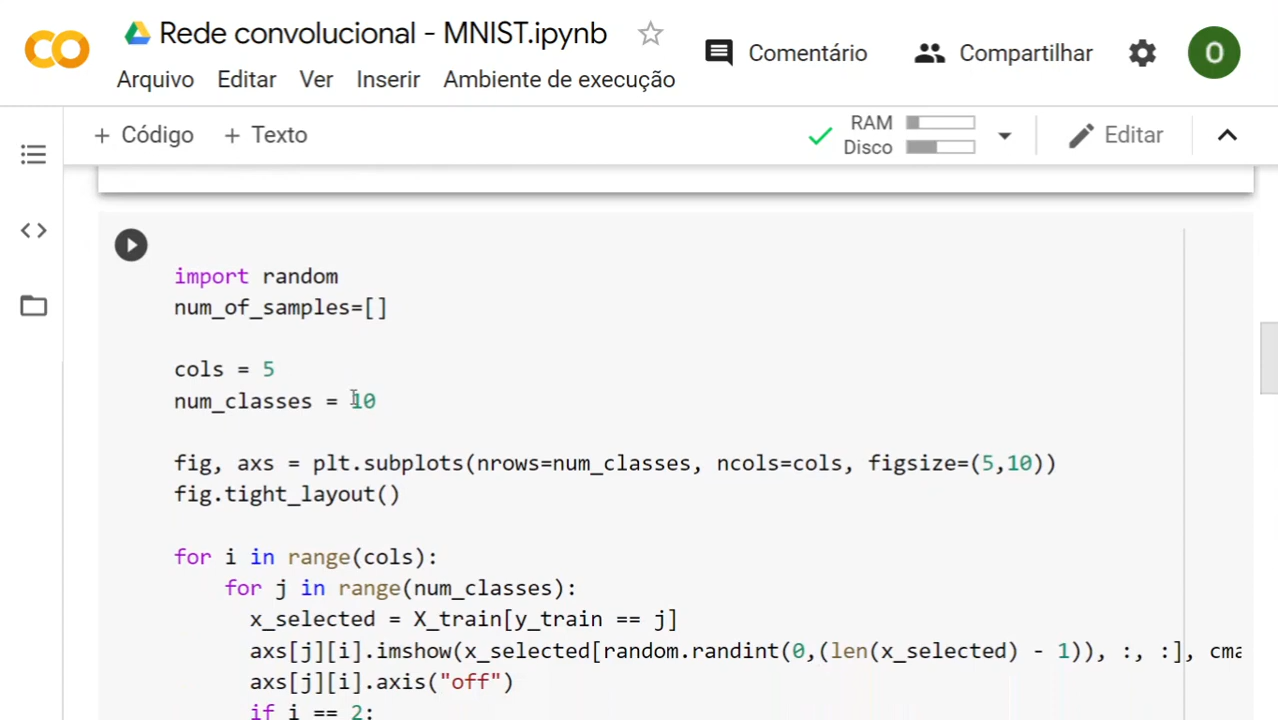 Rede convolucional - MNIST.ipynb
Comentário
Compartilhar
O
Arquivo Editar Ver Inserir Ambiente de execução
+ Código + Texto
RAM
Disco
Editar
import random
num_of_samples=[]
cols = 5
num_classes = 10
fig, axs = plt.subplots(nrows=num_classes, ncols=cols, figsize=(5,10))
fig.tight_layout()
for i in range(cols):
for j in range(num_classes):
x_selected = X_train[y_train == j]
axs[j][i].imshow(x_selected[random.randint(0,(len(x_selected) - 1)), :, :], cma
axs[j][i].axis("off")
if i == 2: